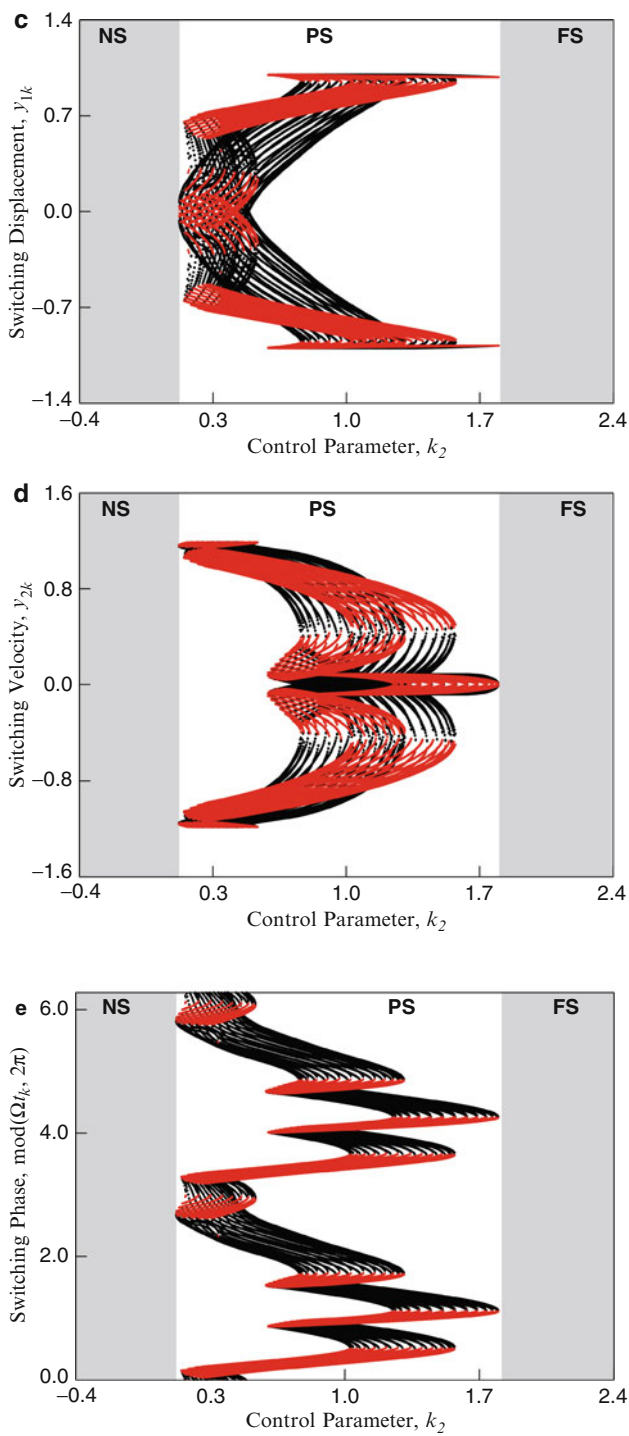 c
NS PS FS
1.4
0.7
0.0
−0.7
−1.4
Switching Displacement, y1k
−0.4 0.3 1.0 1.7 2.4
Control Parameter, k2
d
NS PS FS
1.6
0.8
0.0
−0.8
−1.6
Switching Velocity, y2k
−0.4 0.3 1.0 1.7 2.4
Control Parameter, k2
e
NS PS FS
6.0
4.0
2.0
0.0
Switching Phase, mod(Ωtk, 2π)
−0.4 0.3 1.0 1.7 2.4
Control Parameter, k2